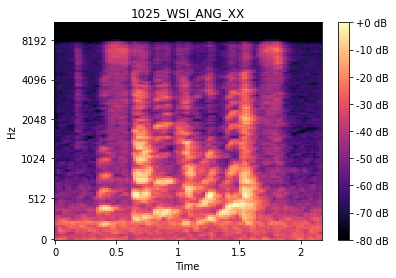 1025_WSI_ANG_XX
+0 dB
8192
-10 dB
4096
-20 dB
-30 dB
2048
Hz
-40 dB
1024
-50 dB
512
-60 dB
-70 dB
0
-80 dB
0 0.5 1 1.5 2
Time